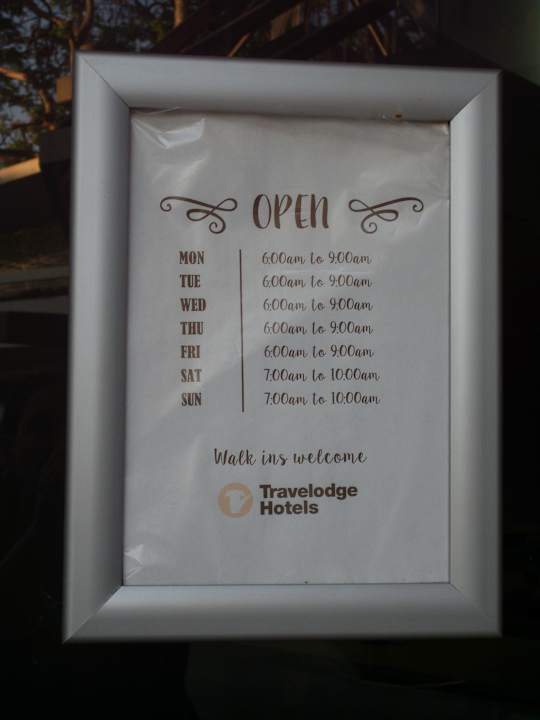 OPEN
MON 6:00am to 9:00am
TUE 6:00am to 9:00am
WED 6:00am to 9:00am
THU 6:00am to 9:00am
FRI 6:00am to 9:00am
SAT 7:00am to 10:00am
SUN 7:00am to 10:00am
Walk ins welcome
Travelodge
Hotels